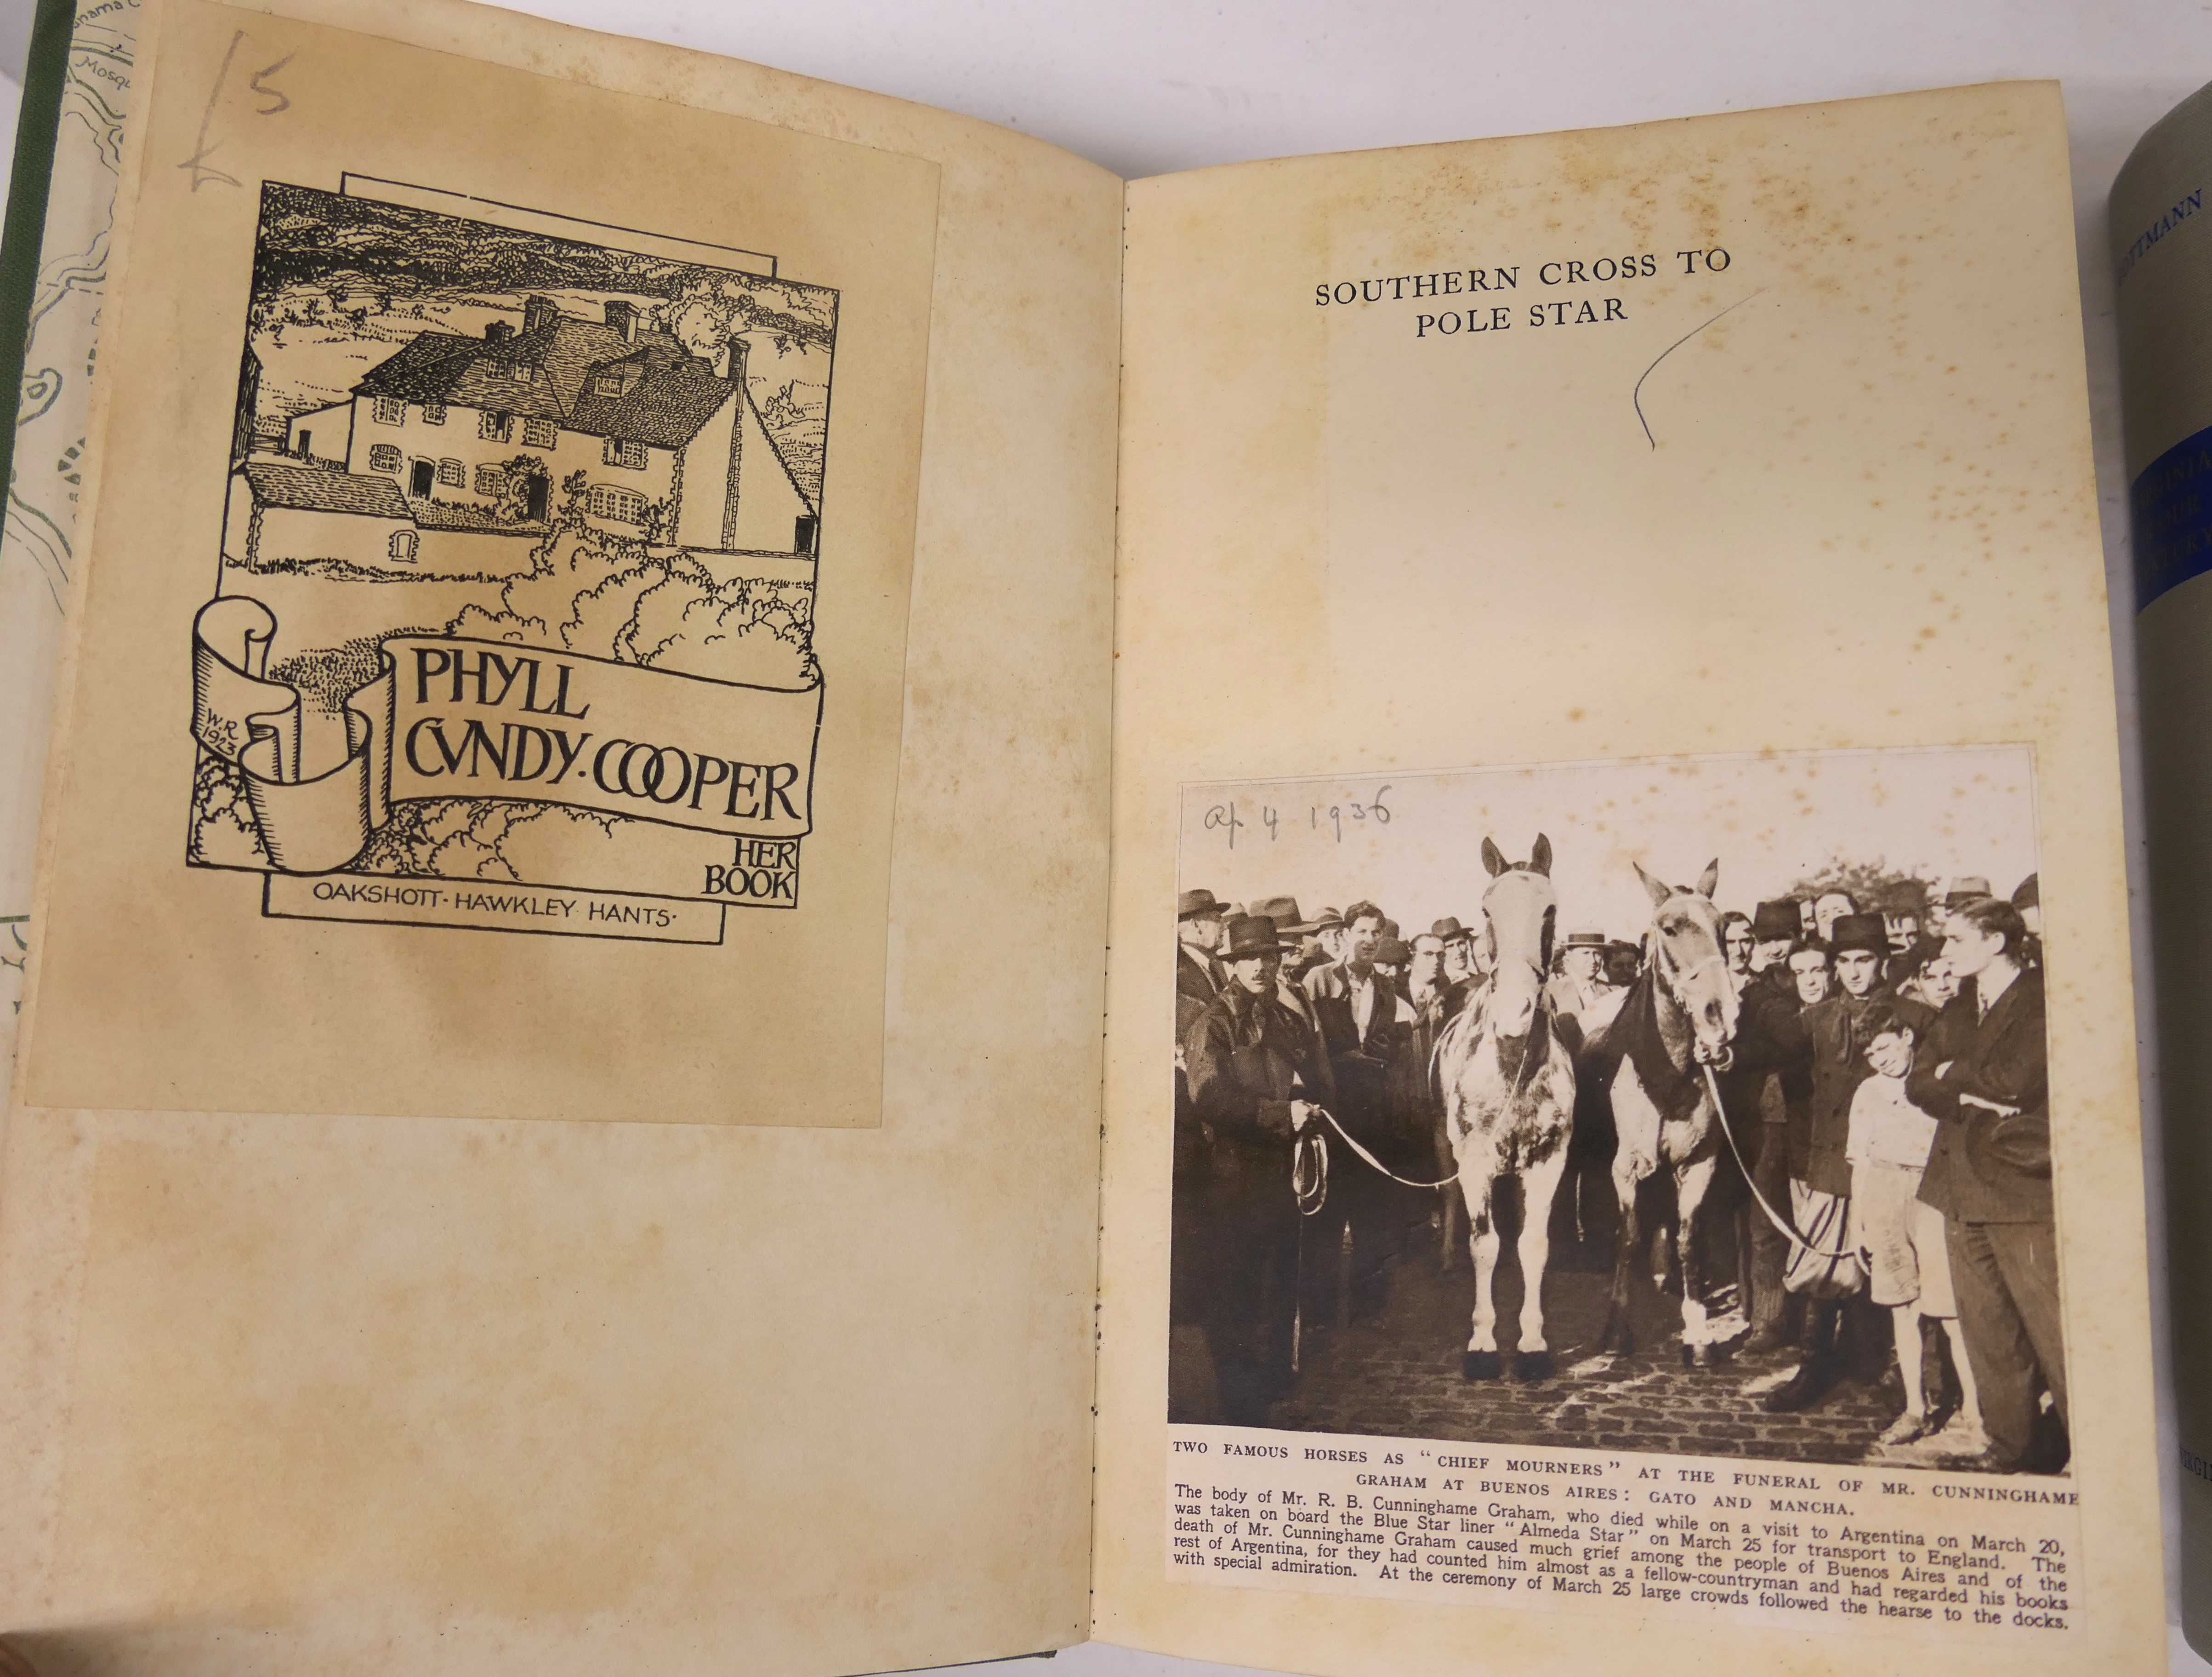 £5
PHYLL
CVNDY·COOPER
W.R.
1923
HER
BOOK
OAKSHOTT·HAWKLEY HANTS·
SOUTHERN CROSS TO
POLE STAR
Ap 4 1936
TWO FAMOUS HORSES AS "CHIEF MOURNERS" AT THE FUNERAL OF MR. CUNNINGHAME
GRAHAM AT BUENOS AIRES: GATO AND MANCHA.
The body of Mr. R. B. Cunninghame Graham, who died while on a visit to Argentina on March 20,
was taken on board the Blue Star liner "Almeda Star" on March 25 for transport to England. The
death of Mr. Cunninghame Graham caused much grief among the people of Buenos Aires and of the
rest of Argentina, for they had counted him almost as a fellow-countryman and had regarded his books
with special admiration. At the ceremony of March 25 large crowds followed the hearse to the docks.